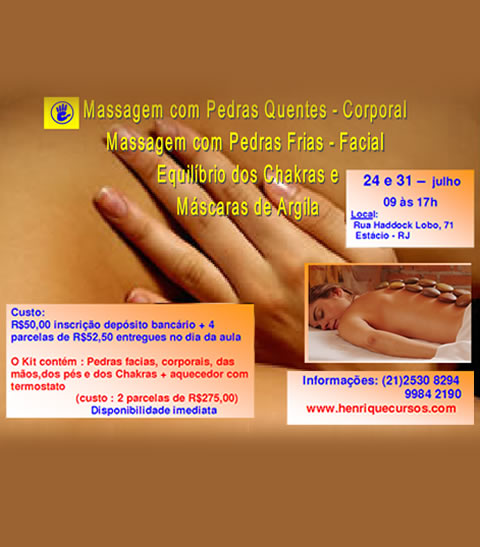 Massagem com Pedras Quentes - Corporal
Massagem com Pedras Frias - Facial
Equilíbrio dos Chakras e
Máscaras de Argila
24 e 31 – julho
09 às 17h
Local:
Rua Haddock Lobo, 71
Estácio - RJ
Custo:
R$50,00 inscrição depósito bancário + 4
parcelas de R$52,50 entregues no dia da aula
O Kit contém : Pedras facias, corporais, das
mãos,dos pés e dos Chakras + aquecedor com
termostato
(custo : 2 parcelas de R$275,00)
Disponibilidade imediata
Informações: (21)2530 8294
9984 2190
www.henriquecursos.com